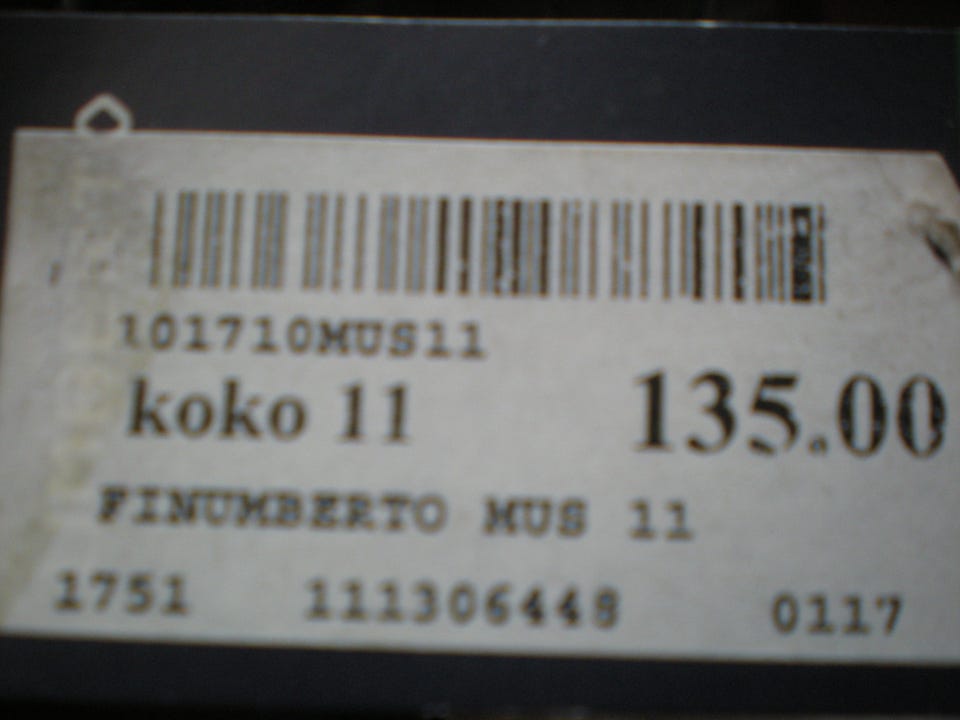 101710MUS11
koko 11 135.00
FINUMBERTO MUS 11
1751 111306448 0117